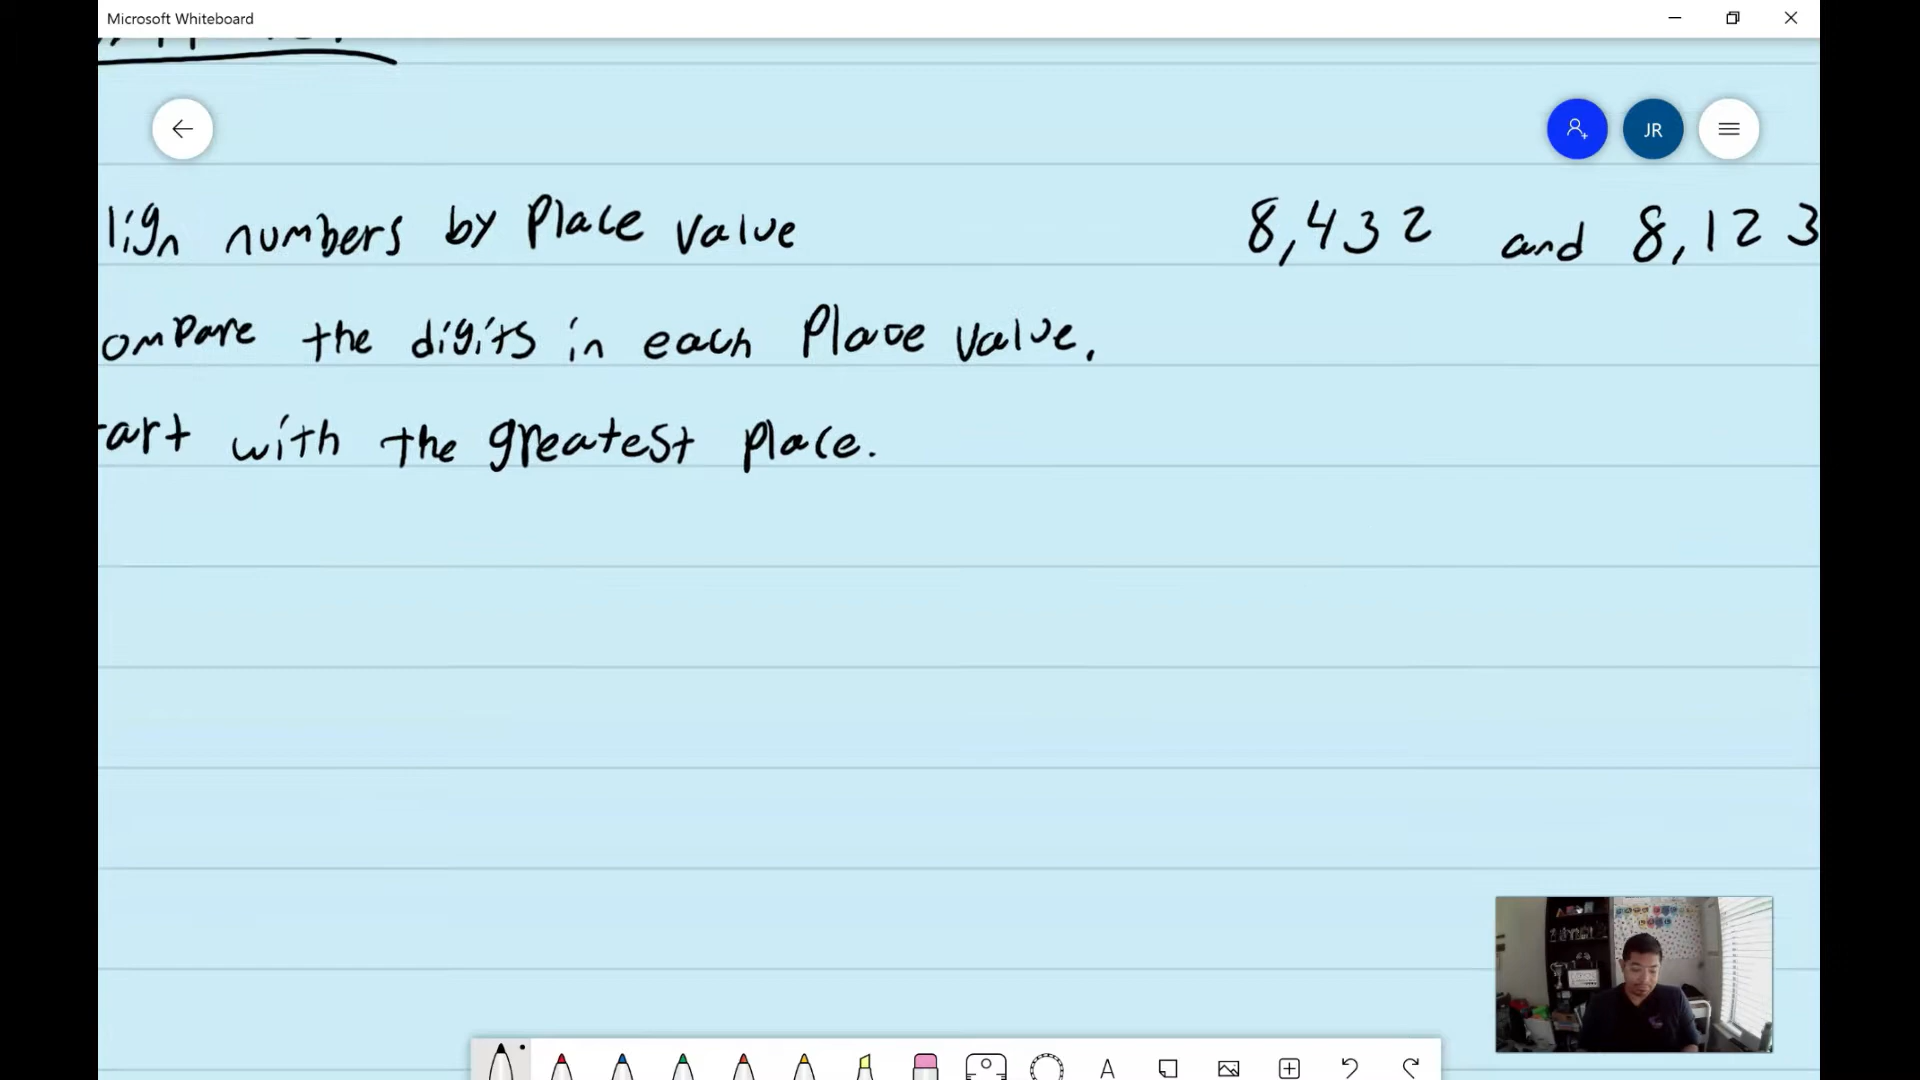 Microsoft Whiteboard
JR
lign numbers by Place value
8,432 and 8,123
ompare the digits in each Place value.
tart with the greatest place.
A